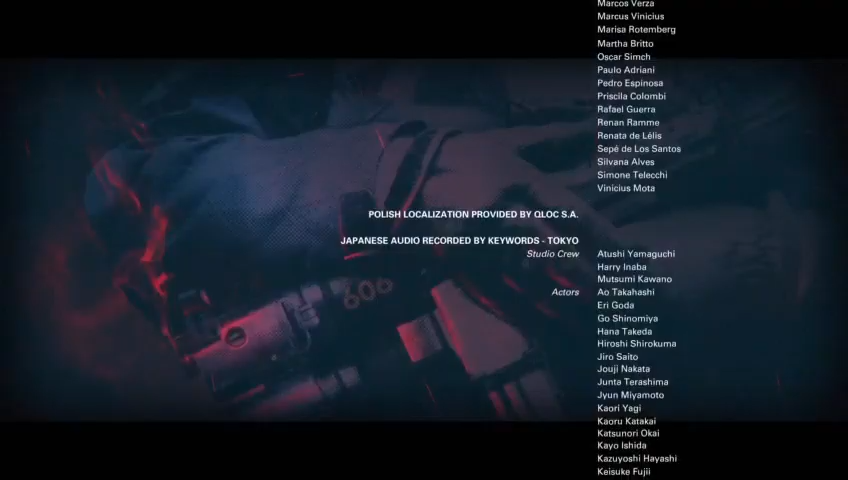 Marcos Verza
Marcus Vinicius
Marisa Rotemberg
Martha Britto
Oscar Simch
Paulo Adriani
Pedro Espinosa
Priscila Colombi
Rafael Guerra
Renan Ramme
Renata de Lélis
Sepé de Los Santos
Silvana Alves
Simone Telecchi
Vinicius Mota
POLISH LOCALIZATION PROVIDED BY QLOC S.A.
JAPANESE AUDIO RECORDED BY KEYWORDS - TOKYO
Studio Crew Atushi Yamaguchi
Harry Inaba
Mutsumi Kawano
Actors Ao Takahashi
Eri Goda
Go Shinomiya
Hana Takeda
Hiroshi Shirokuma
Jiro Saito
Jouji Nakata
Junta Terashima
Jyun Miyamoto
Kaori Yagi
Kaoru Katakai
Katsunori Okai
Kayo Ishida
Kazuyoshi Hayashi
Keisuke Fujii
606